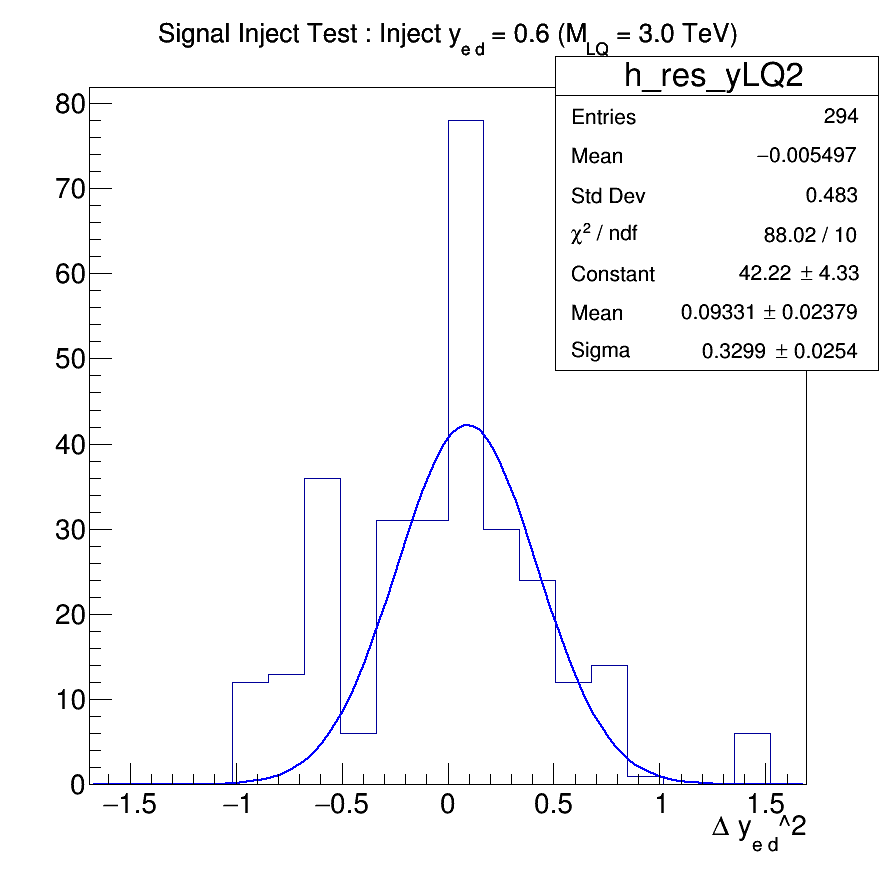 Signal Inject Test : Inject y_{e d} = 0.6 (M_{LQ} = 3.0 TeV)
h_res_yLQ2
Entries 294
Mean −0.005497
Std Dev 0.483
χ² / ndf 88.02 / 10
Constant 42.22 ± 4.33
Mean 0.09331 ± 0.02379
Sigma 0.3299 ± 0.0254
80
70
60
50
40
30
20
10
0
−1.5 −1 −0.5 0 0.5 1 1.5
Δ y_{e d}^2